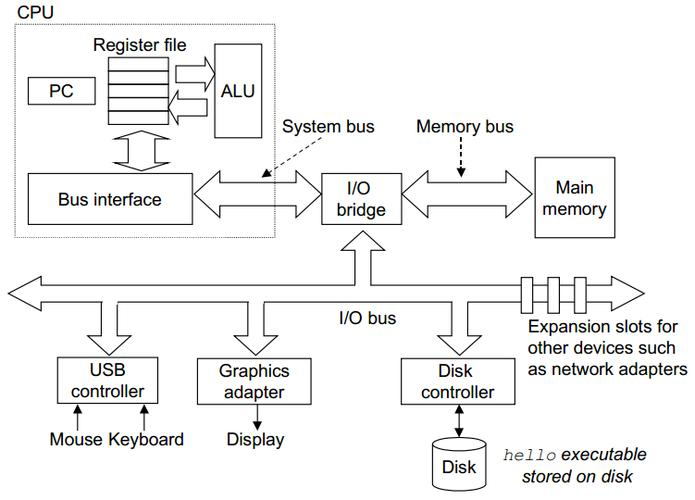 CPU
Register file
PC
ALU
System bus
Memory bus
Bus interface
I/O
bridge
Main
memory
I/O bus
Expansion slots for
other devices such
as network adapters
USB
controller
Graphics
adapter
Disk
controller
Mouse Keyboard
Display
Disk
hello executable
stored on disk